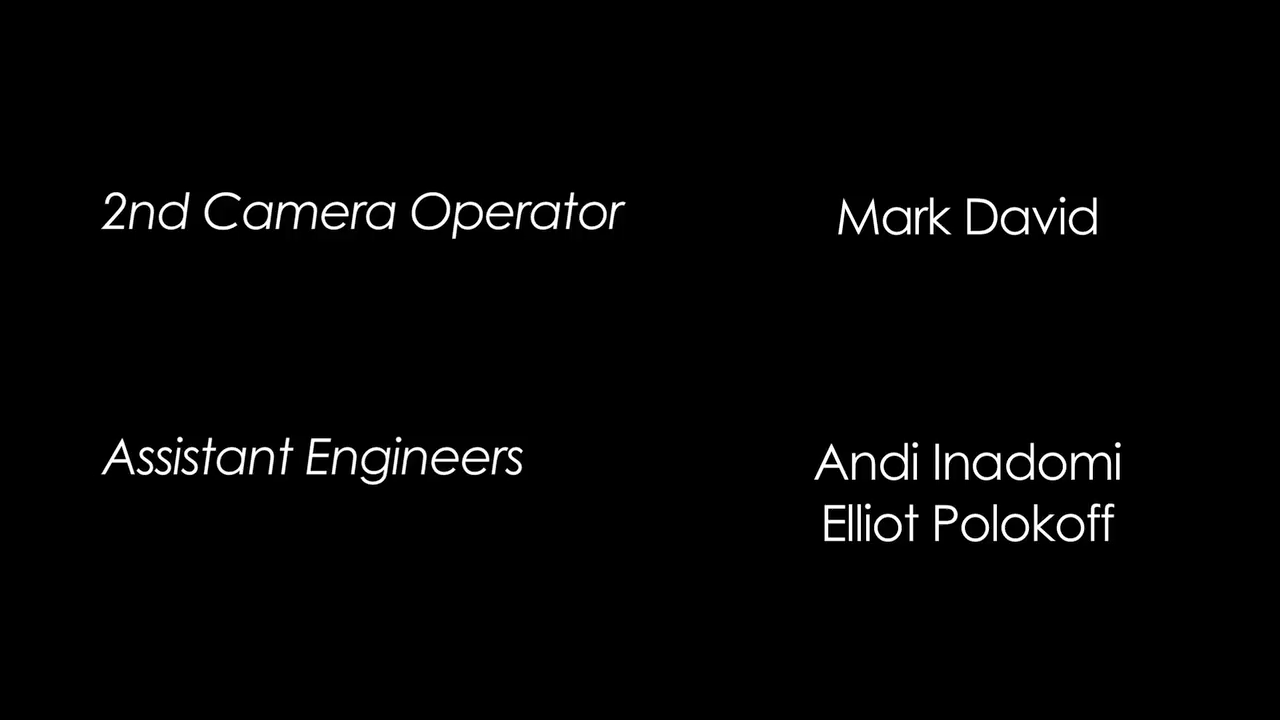 2nd Camera Operator
Mark David
Assistant Engineers
Andi Inadomi
Elliot Polokoff